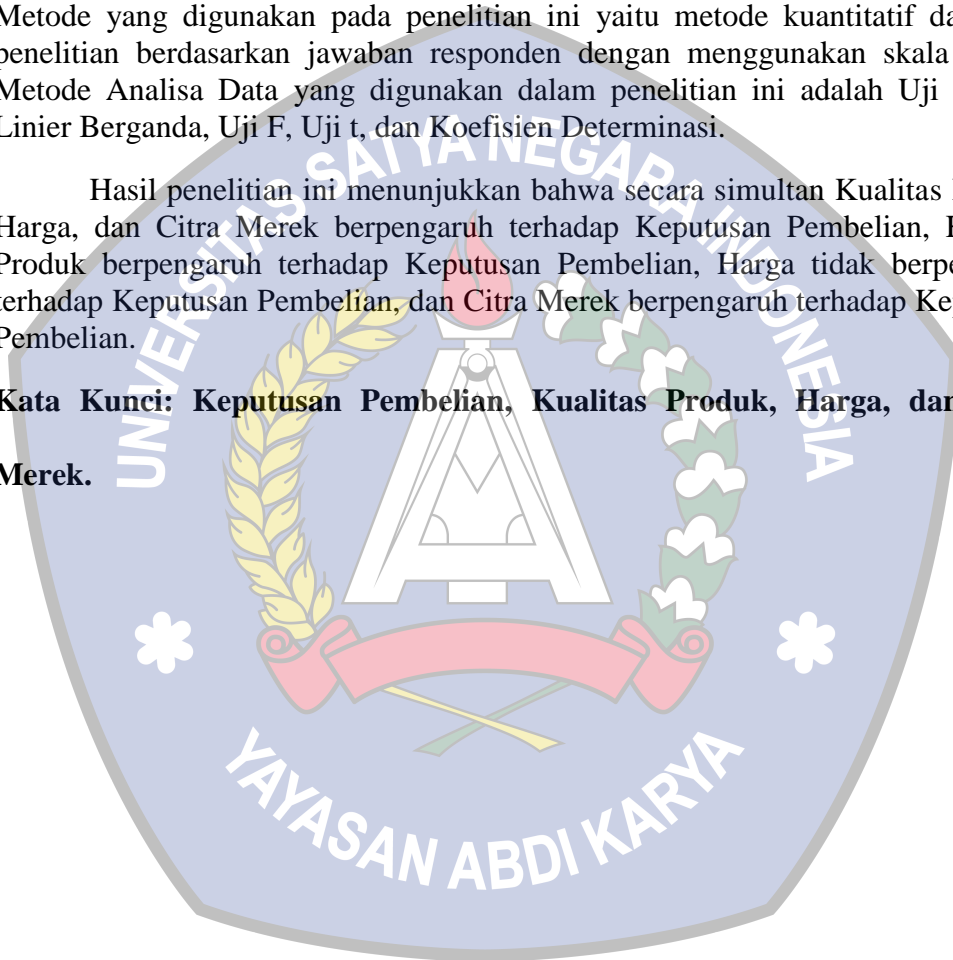 Metode yang digunakan pada penelitian ini yaitu metode kuantitatif
penelitian berdasarkan jawaban responden dengan menggunakan skala
Metode Analisa Data yang digunakan dalam penelitian ini adalah Uji
Linier Berganda, Uji F, Uji t, dan Koefisien Determinasi.
Hasil penelitian ini menunjukkan bahwa secara simultan Kualitas
Harga, dan Citra Merek berpengaruh terhadap Keputusan Pembelian,
Produk berpengaruh terhadap Keputusan Pembelian, Harga tidak
terhadap Keputusan Pembelian, dan Citra Merek berpengaruh terhadap
Pembelian.
Kata Kunci: Keputusan Pembelian, Kualitas Produk, Harga, dan
Merek.
UNIVERSITAS SATYA NEGARA INDONESIA
YAYASAN ABDI KARYA